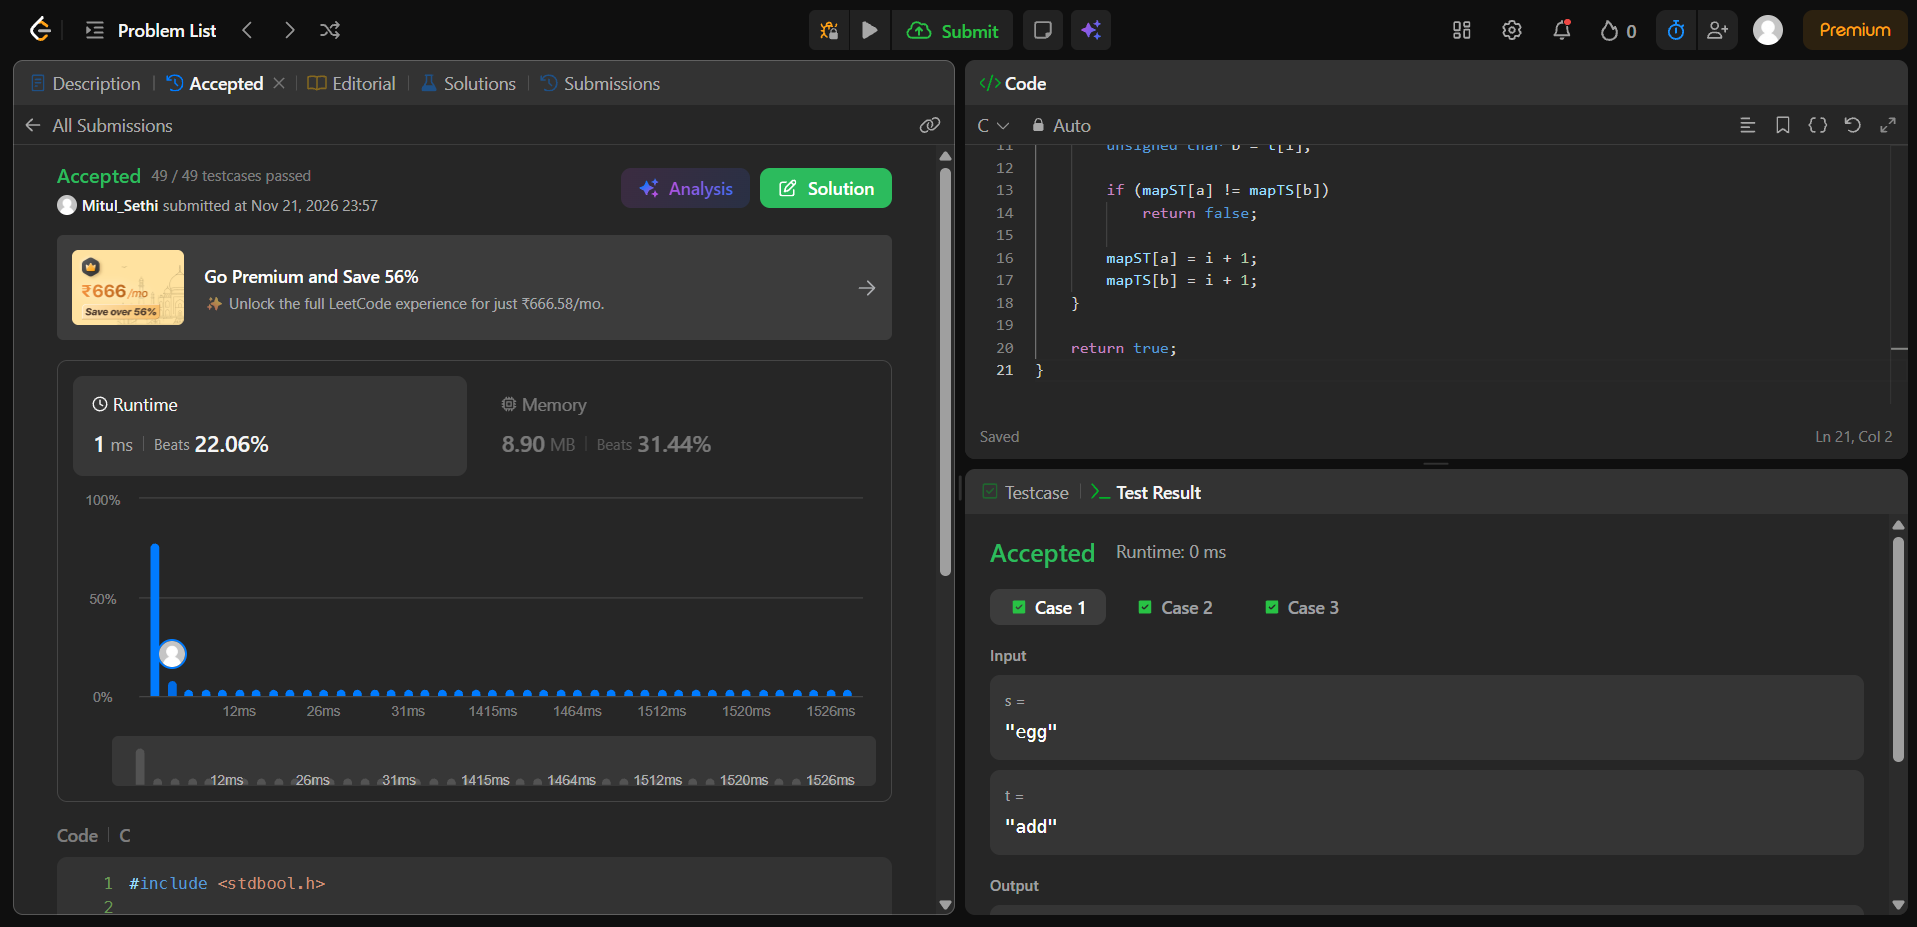 Problem List
Submit
0
Premium
Description
Accepted
Editorial
Solutions
Submissions
All Submissions
Accepted 49 / 49 testcases passed
Mitul_Sethi submitted at Nov 21, 2026 23:57
Analysis
Solution
₹666/mo
Save over 56%
Go Premium and Save 56%
✨ Unlock the full LeetCode experience for just ₹666.58/mo.
Runtime
1 ms | Beats 22.06%
Memory
8.90 MB | Beats 31.44%
100%
50%
0%
12ms 26ms 31ms 1415ms 1464ms 1512ms 1520ms 1526ms
12ms 26ms 31ms 1415ms 1464ms 1512ms 1520ms 1526ms
Code | C
1 #include <stdbool.h>
2
</> Code
C
Auto
11 unsigned char b = t[i];
12
13 if (mapST[a] != mapTS[b])
14 return false;
15
16 mapST[a] = i + 1;
17 mapTS[b] = i + 1;
18 }
19
20 return true;
21 }
Saved
Ln 21, Col 2
Testcase
Test Result
Accepted Runtime: 0 ms
Case 1
Case 2
Case 3
Input
s =
"egg"
t =
"add"
Output